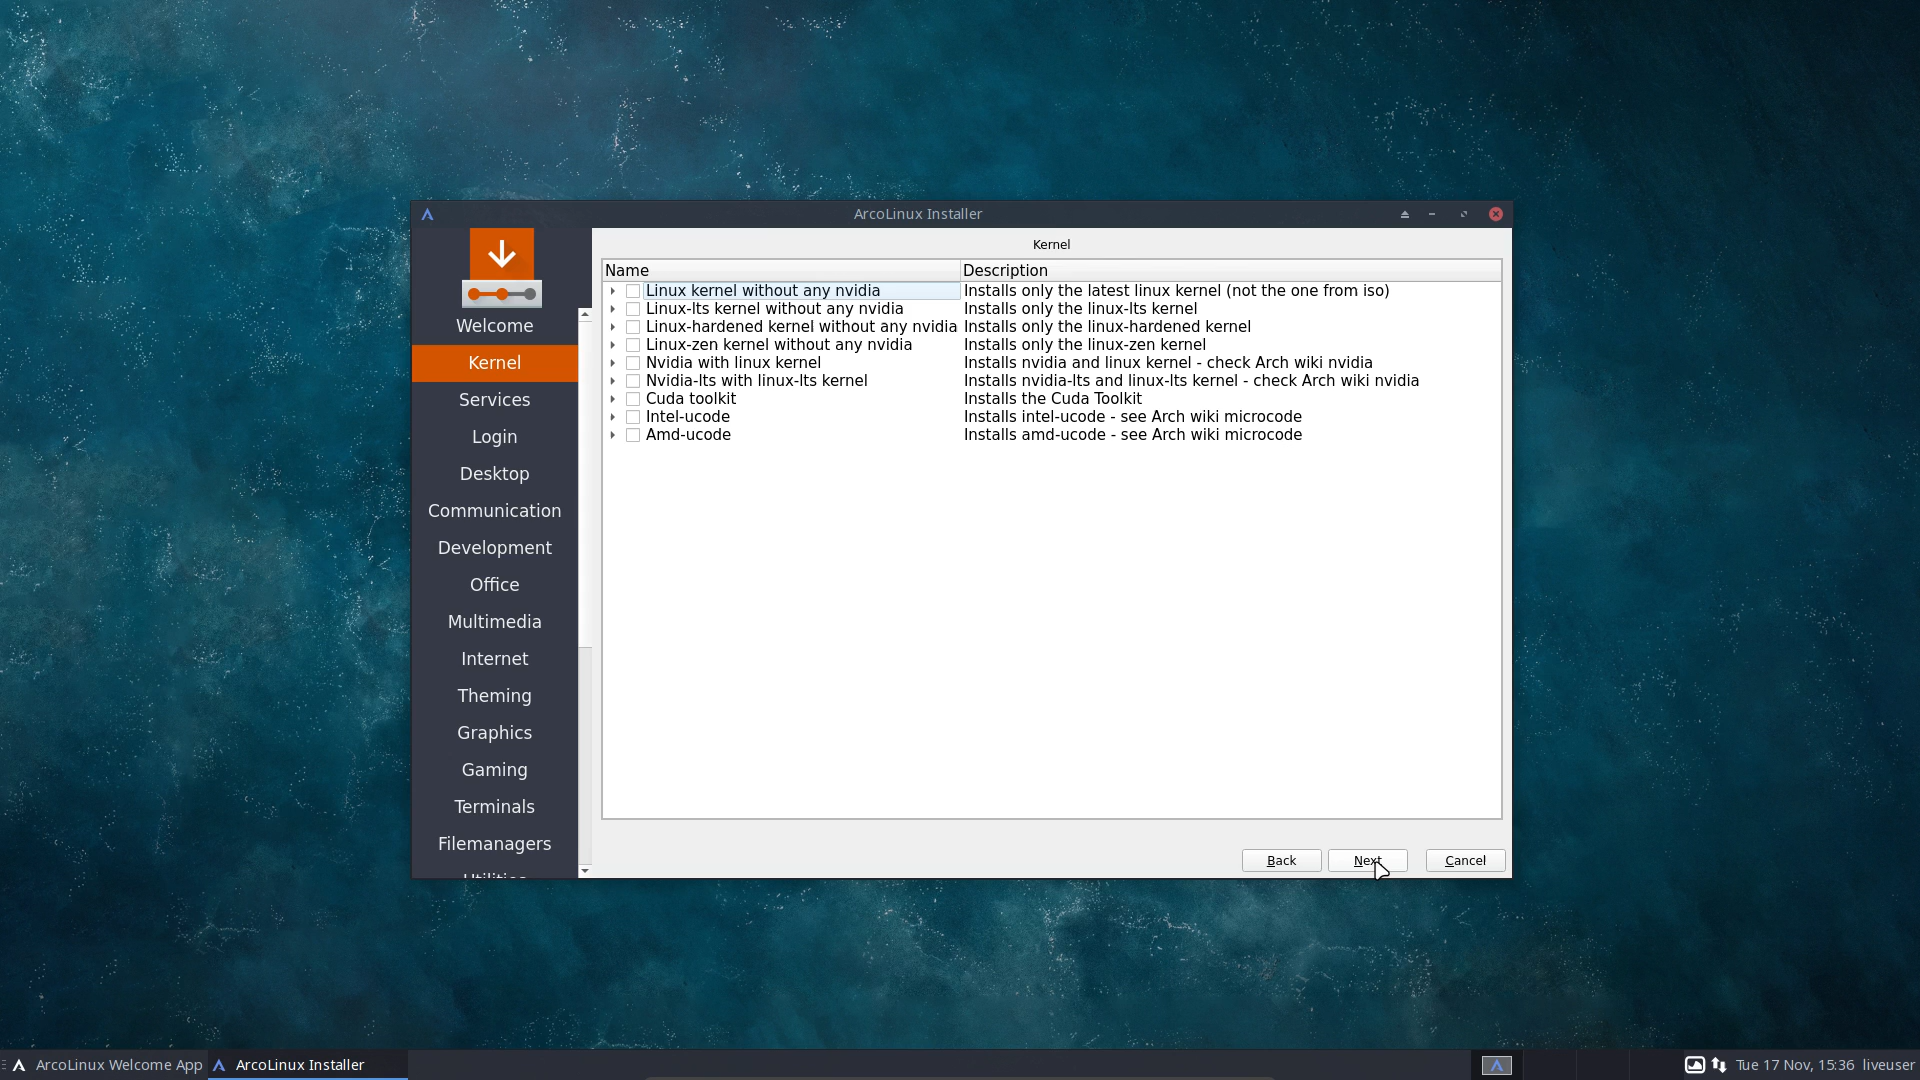 ArcoLinux Installer
Kernel
Name Description
Linux kernel without any nvidia Installs only the latest linux kernel (not the one from iso)
Linux-lts kernel without any nvidia Installs only the linux-lts kernel
Linux-hardened kernel without any nvidia Installs only the linux-hardened kernel
Linux-zen kernel without any nvidia Installs only the linux-zen kernel
Nvidia with linux kernel Installs nvidia and linux kernel - check Arch wiki nvidia
Nvidia-lts with linux-lts kernel Installs nvidia-lts and linux-lts kernel - check Arch wiki nvidia
Cuda toolkit Installs the Cuda Toolkit
Intel-ucode Installs intel-ucode - see Arch wiki microcode
Amd-ucode Installs amd-ucode - see Arch wiki microcode
Welcome
Kernel
Services
Login
Desktop
Communication
Development
Office
Multimedia
Internet
Theming
Graphics
Gaming
Terminals
Filemanagers
Utilities
Back Next Cancel
ArcoLinux Welcome App ArcoLinux Installer Tue 17 Nov, 15:36 liveuser